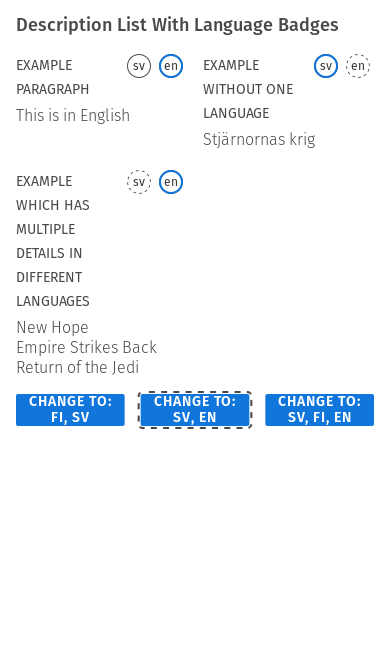 Description List With Language Badges
EXAMPLE PARAGRAPH
sv en
This is in English
EXAMPLE WITHOUT ONE LANGUAGE
sv en
Stjärnornas krig
EXAMPLE WHICH HAS MULTIPLE DETAILS IN DIFFERENT LANGUAGES
sv en
New Hope
Empire Strikes Back
Return of the Jedi
CHANGE TO: FI, SV
CHANGE TO: SV, EN
CHANGE TO: SV, FI, EN